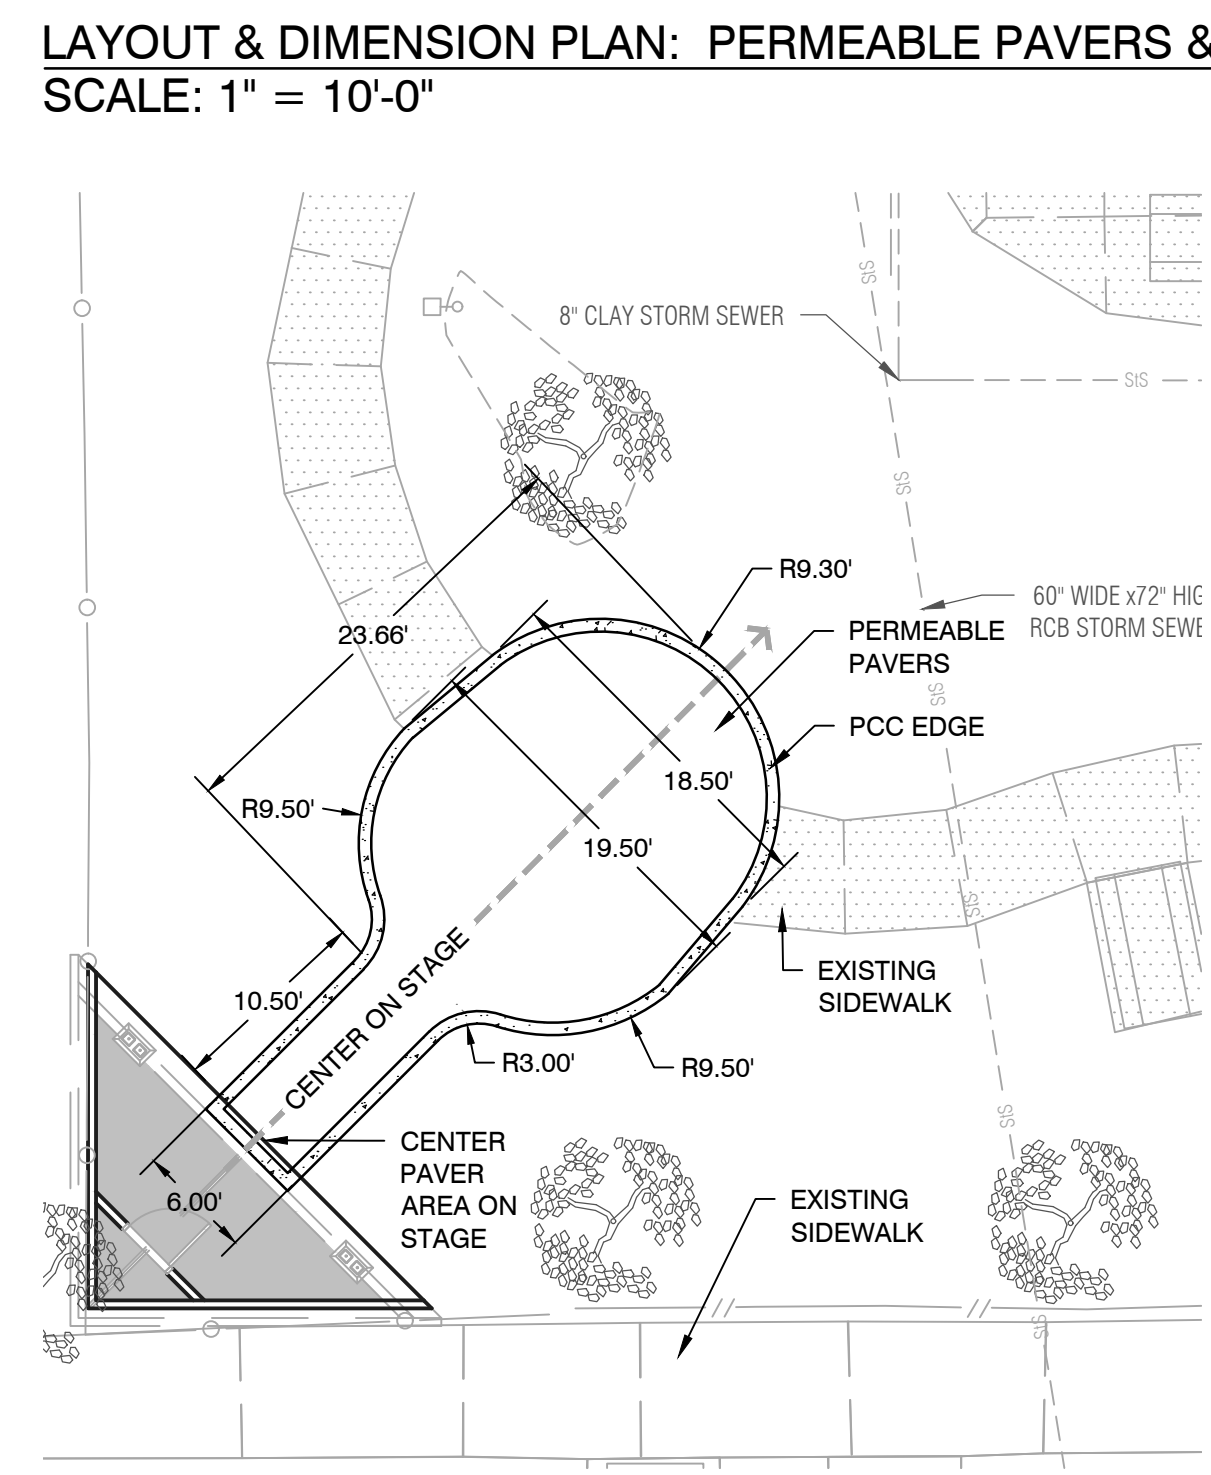 LAYOUT & DIMENSION PLAN: PERMEABLE PAVERS &
SCALE: 1" = 10'-0"
8" CLAY STORM SEWER
StS
StS
StS
R9.30'
60" WIDE x72" HIG
RCB STORM SEWE
23.66'
PERMEABLE
PAVERS
StS
PCC EDGE
18.50'
R9.50'
19.50'
StS
CENTER ON STAGE
EXISTING
SIDEWALK
10.50'
R3.00'
R9.50'
StS
CENTER
PAVER
AREA ON
STAGE
6.00'
EXISTING
SIDEWALK
StS